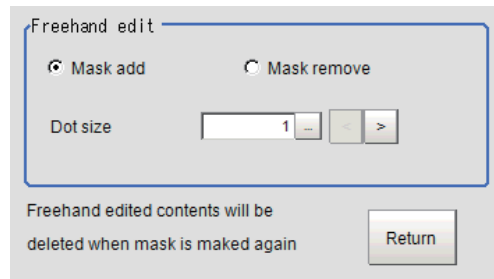 Freehand edit
Mask add Mask remove
Dot size 1 ... < >
Freehand edited contents will be
deleted when mask is maked again
Return